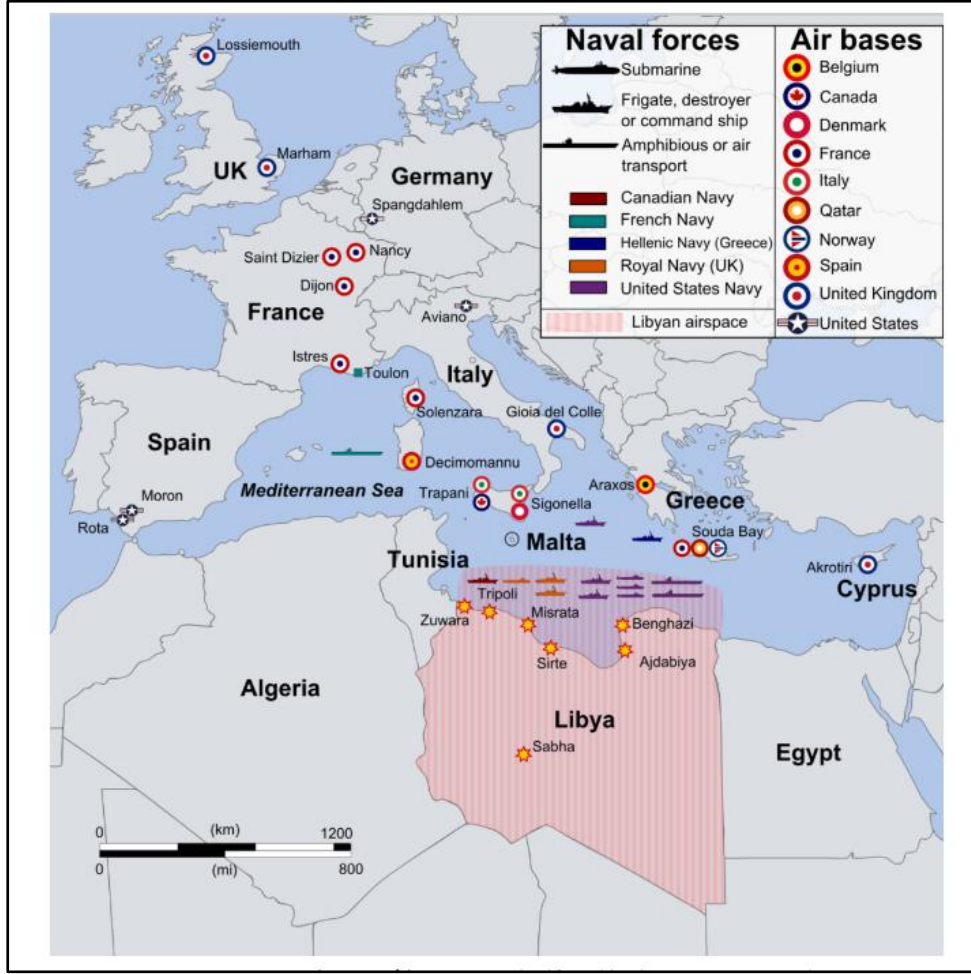 Naval forces
Submarine
Frigate, destroyer
or command ship
Amphibious or air
transport
Canadian Navy
French Navy
Hellenic Navy (Greece)
Royal Navy (UK)
United States Navy
Libyan airspace
Air bases
Belgium
Canada
Denmark
France
Italy
Qatar
Norway
Spain
United Kingdom
United States
Lossiemouth
Marham
UK
Germany
Spangdahlem
Saint Dizier
Nancy
Dijon
France
Aviano
Istres
Toulon
Italy
Solenzara
Gioia del Colle
Spain
Decimomannu
Mediterranean Sea
Moron
Rota
Trapani
Sigonella
Araxos
Greece
Souda Bay
Malta
Tunisia
Akrotiri
Cyprus
Tripoli
Zuwara
Misrata
Benghazi
Sirte
Ajdabiya
Algeria
Libya
Sabha
Egypt
0 (km) 1200
0 (mi) 800